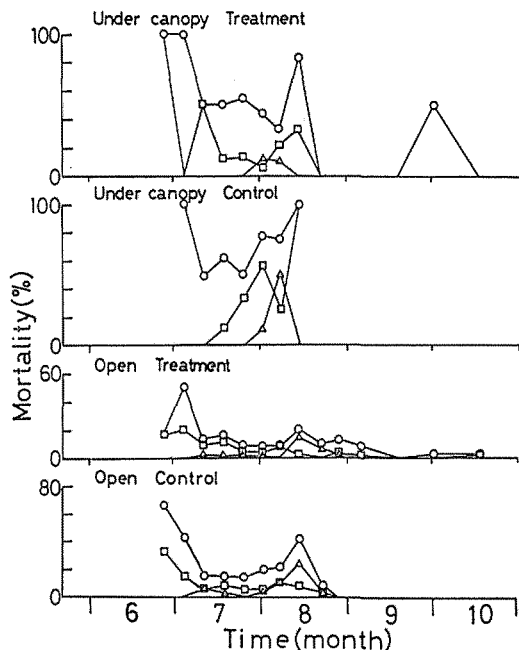 Under canopy Treatment
100
0
Under canopy Control
100
0
Open Treatment
60
0
Open Control
80
0
Mortality(%)
6 7 8 9 10
Time(month)